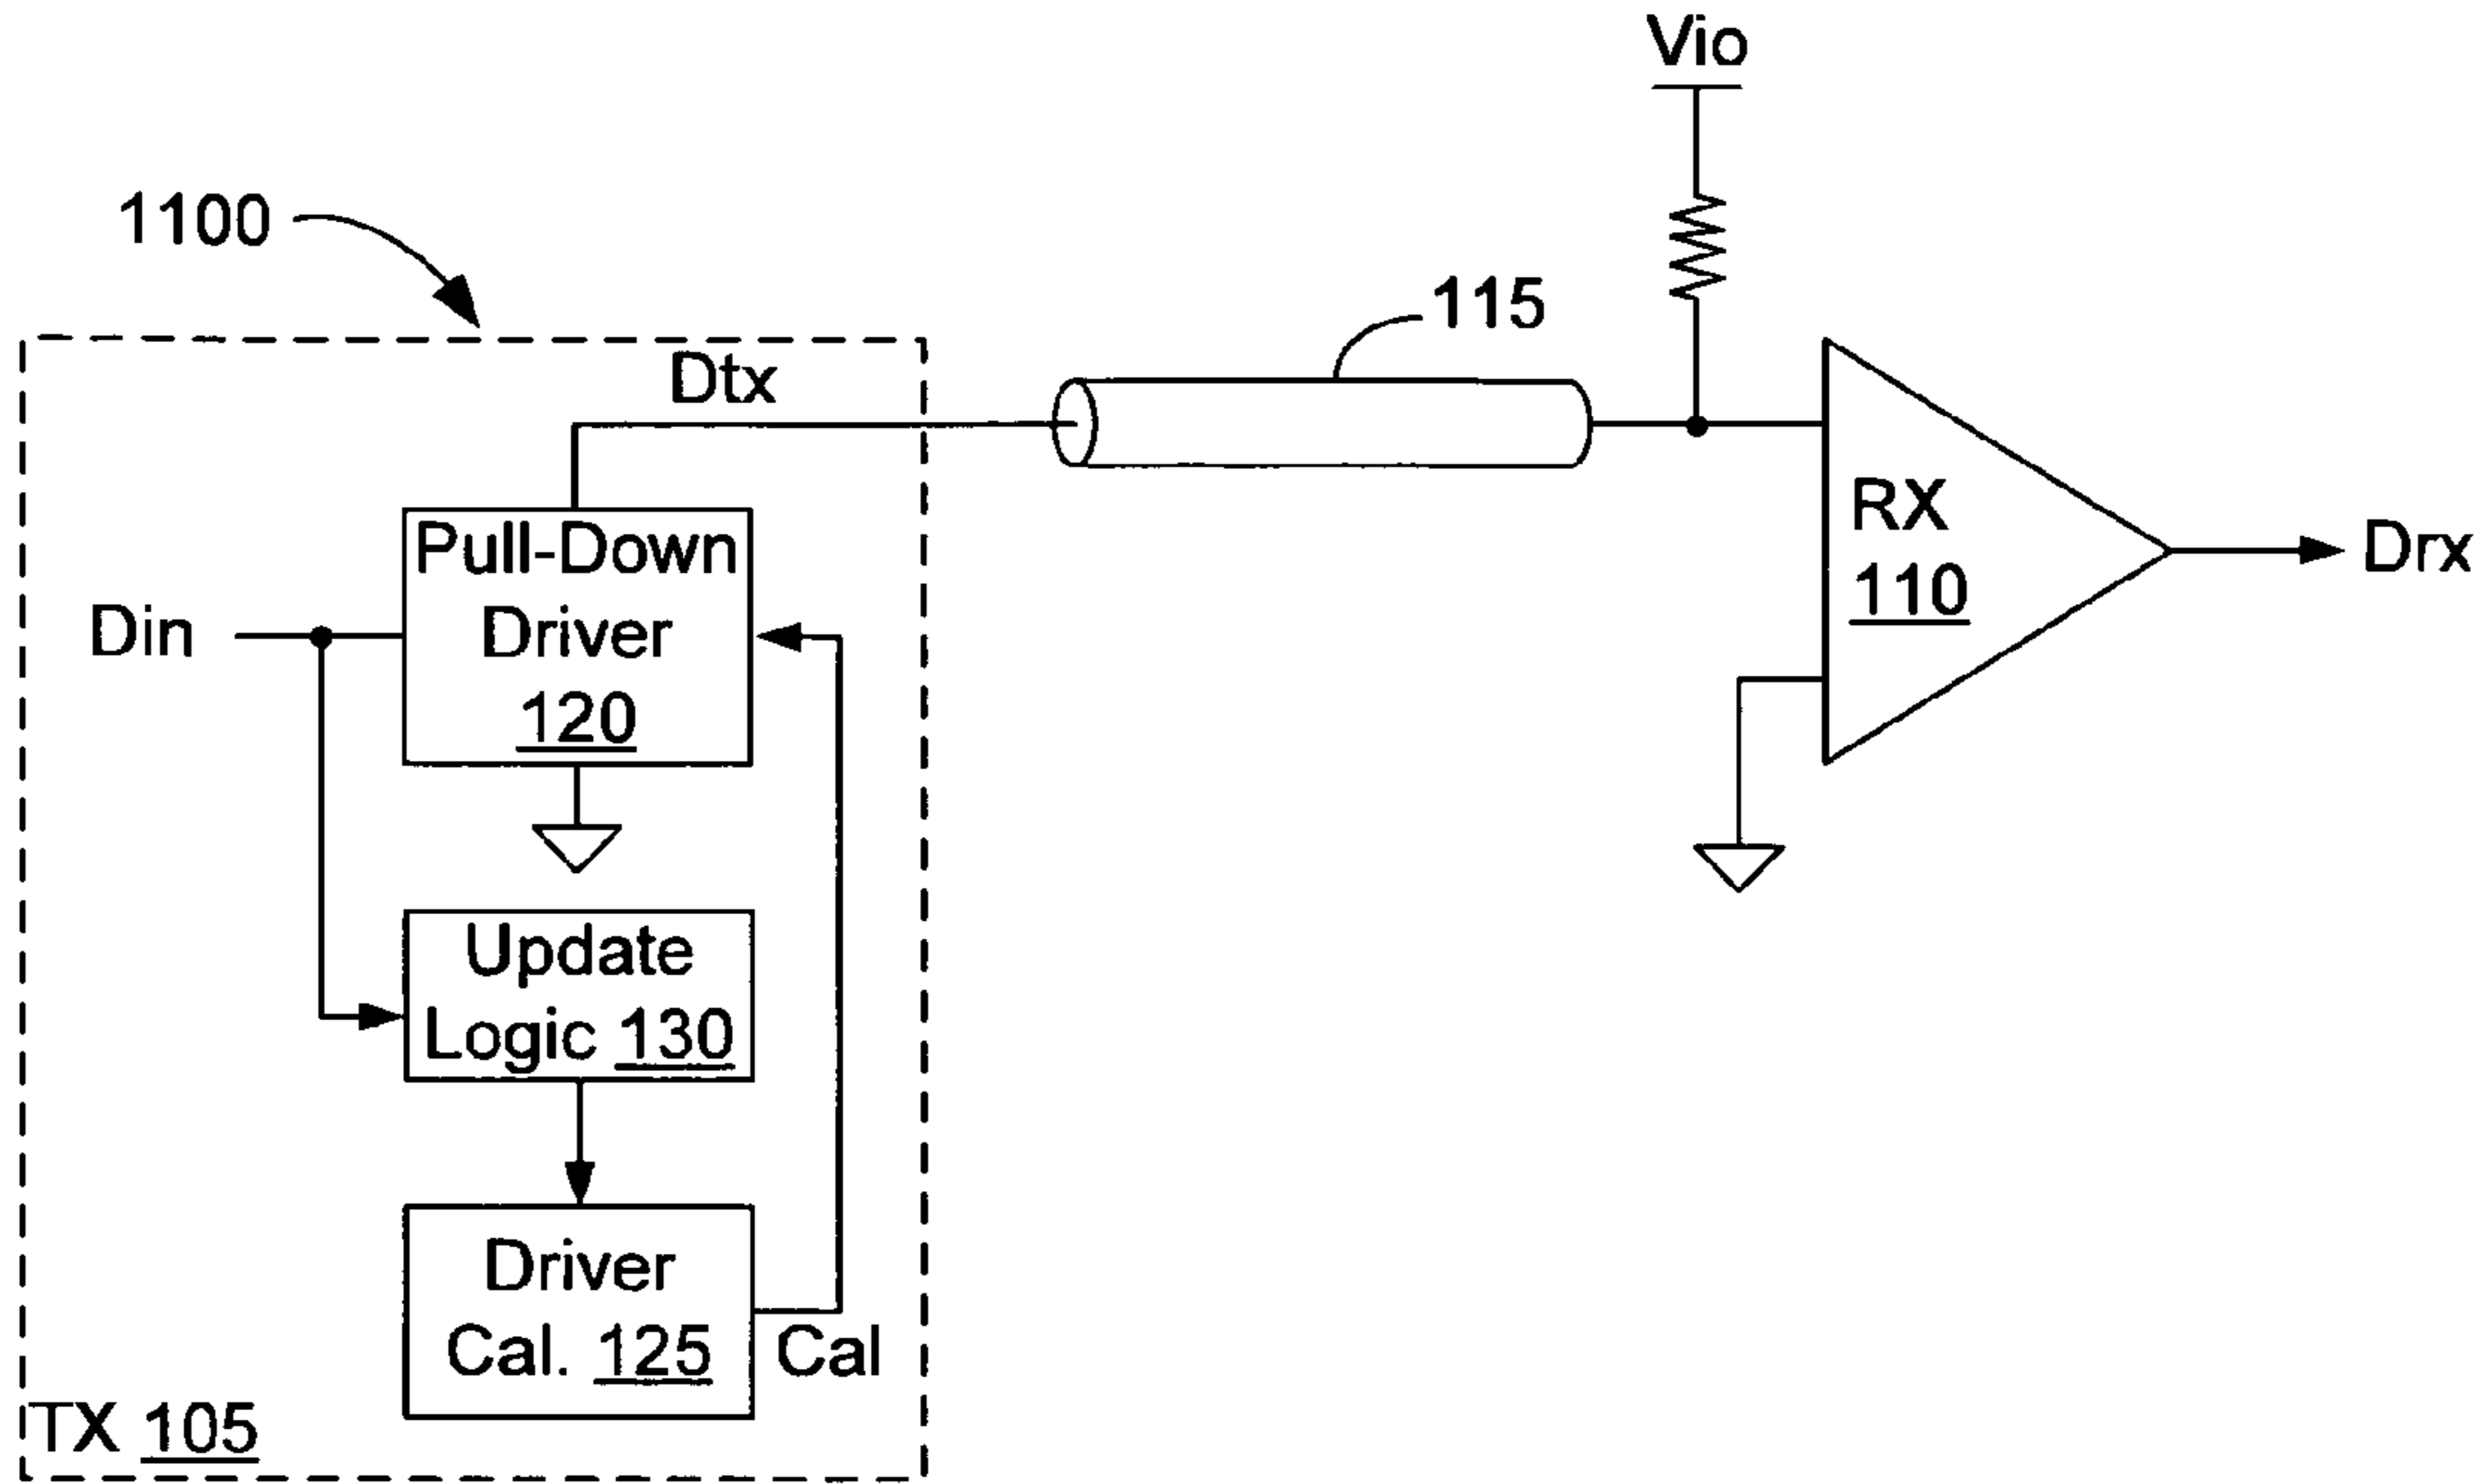 Vio
1100
115
Dtx
Pull-Down
Driver
120
Din
RX
110
Drx
Update
Logic 130
Driver
Cal. 125
Cal
TX 105